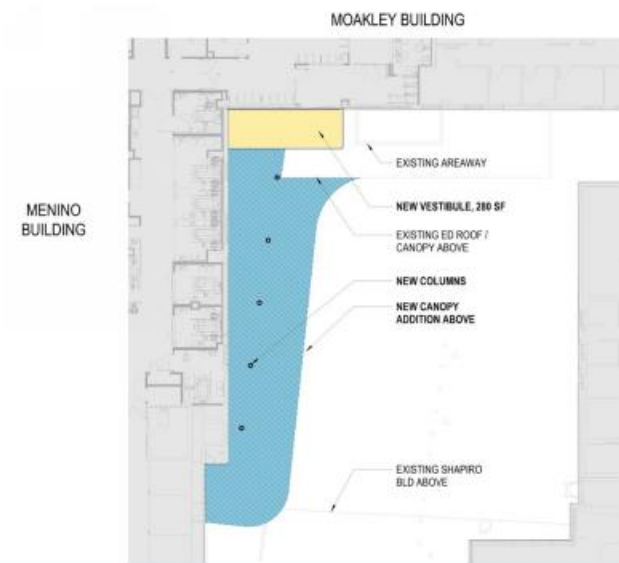 MOAKLEY BUILDING
EXISTING AREAWAY
MENINO
BUILDING
NEW VESTIBULE, 280 SF
EXISTING ED ROOF /
CANOPY ABOVE
NEW COLUMNS
NEW CANOPY
ADDITION ABOVE
EXISTING SHAPIRO
BLD ABOVE